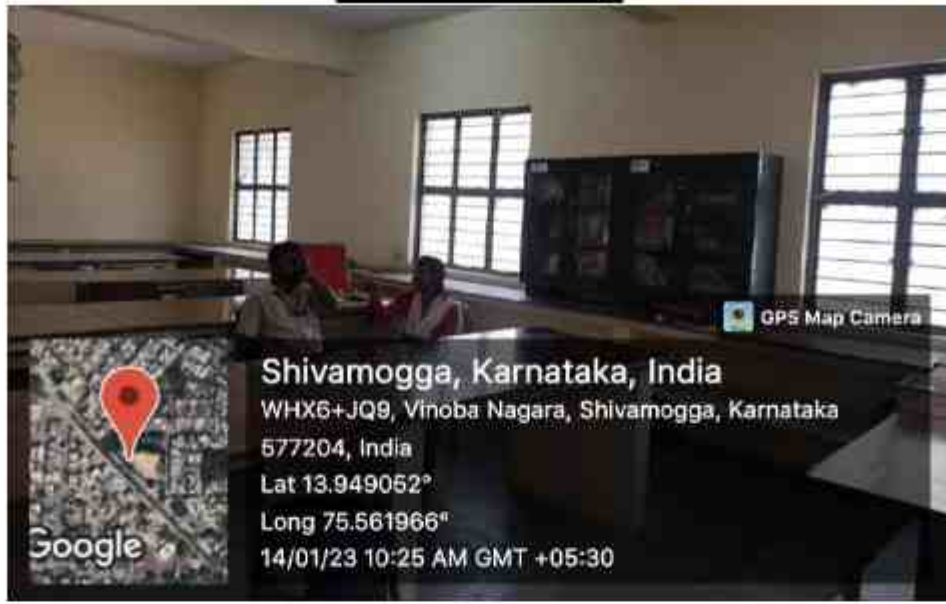 GPS Map Camera
Shivamogga, Karnataka, India
WHX6+JQ9, Vinoba Nagara, Shivamogga, Karnataka
577204, India
Lat 13.949052°
Long 75.561966°
14/01/23 10:25 AM GMT +05:30
Google